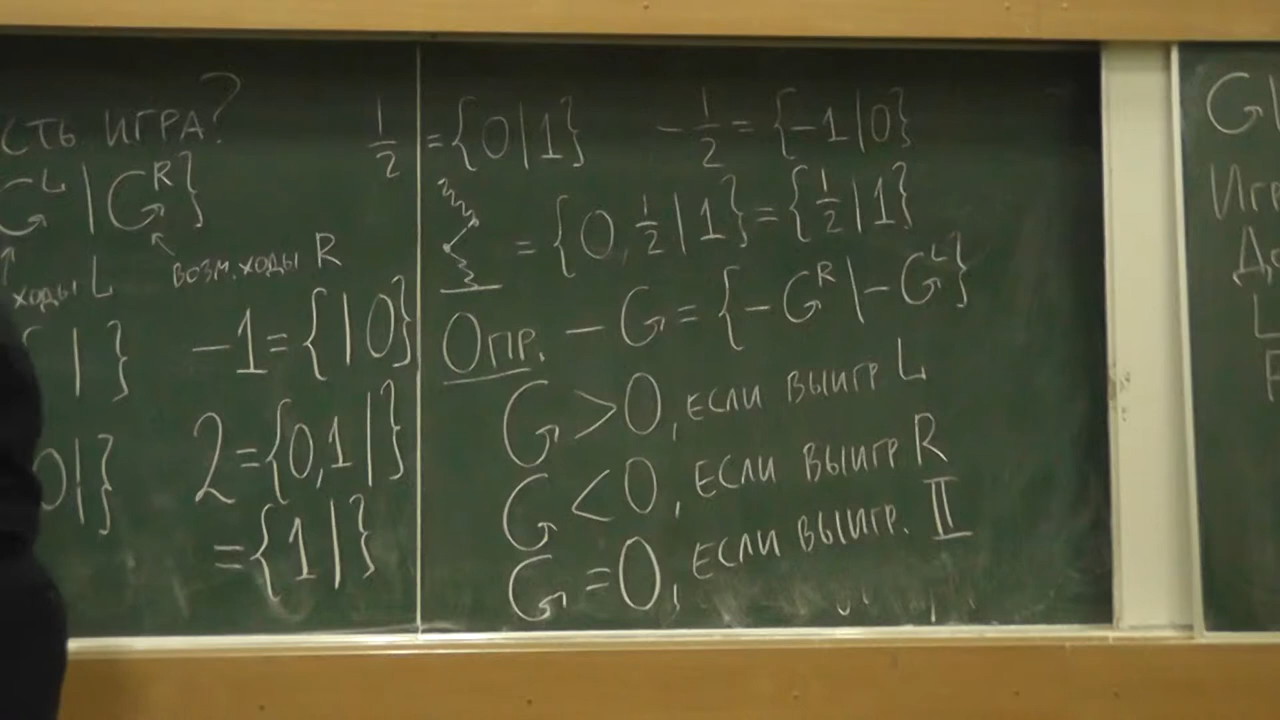 СТЬ ИГРА?
G^L | G^R}
ХОДЫ L
ВОЗМ. ХОДЫ R
{ | }
-1 = { | 0}
0 | }
2 = {0, 1 | }
= {1 | }
1/2 = {0 | 1}
-1/2 = {-1 | 0}
= {0, 1/2 | 1} = {1/2 | 1}
ОПР. -G = {-G^R | -G^L}
G > 0, ЕСЛИ ВЫИГР L
G < 0, ЕСЛИ ВЫИГР R
G = 0, ЕСЛИ ВЫИГР. II
G |
L